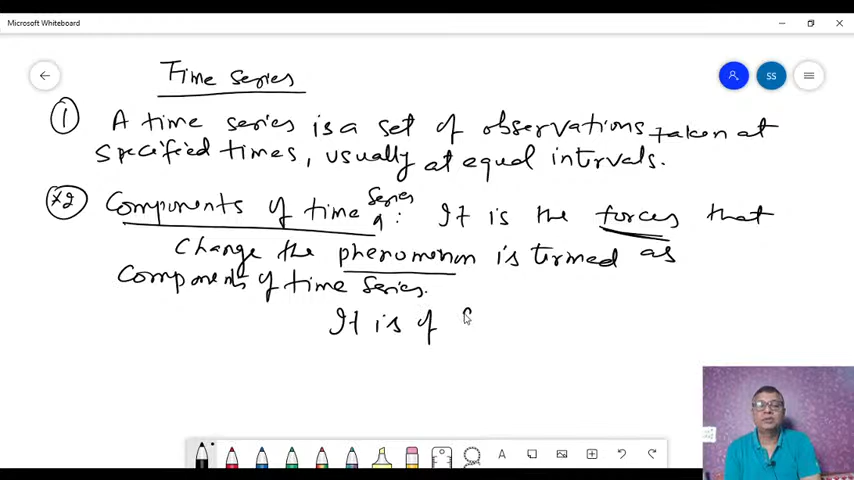 Microsoft Whiteboard
SS
Time series
1 A time series is a set of observations taken at
specified times, usually at equal intervals.
Components of time series : It is the forces that
change the phenomenon is termed as
Components of time series.
It is of
A